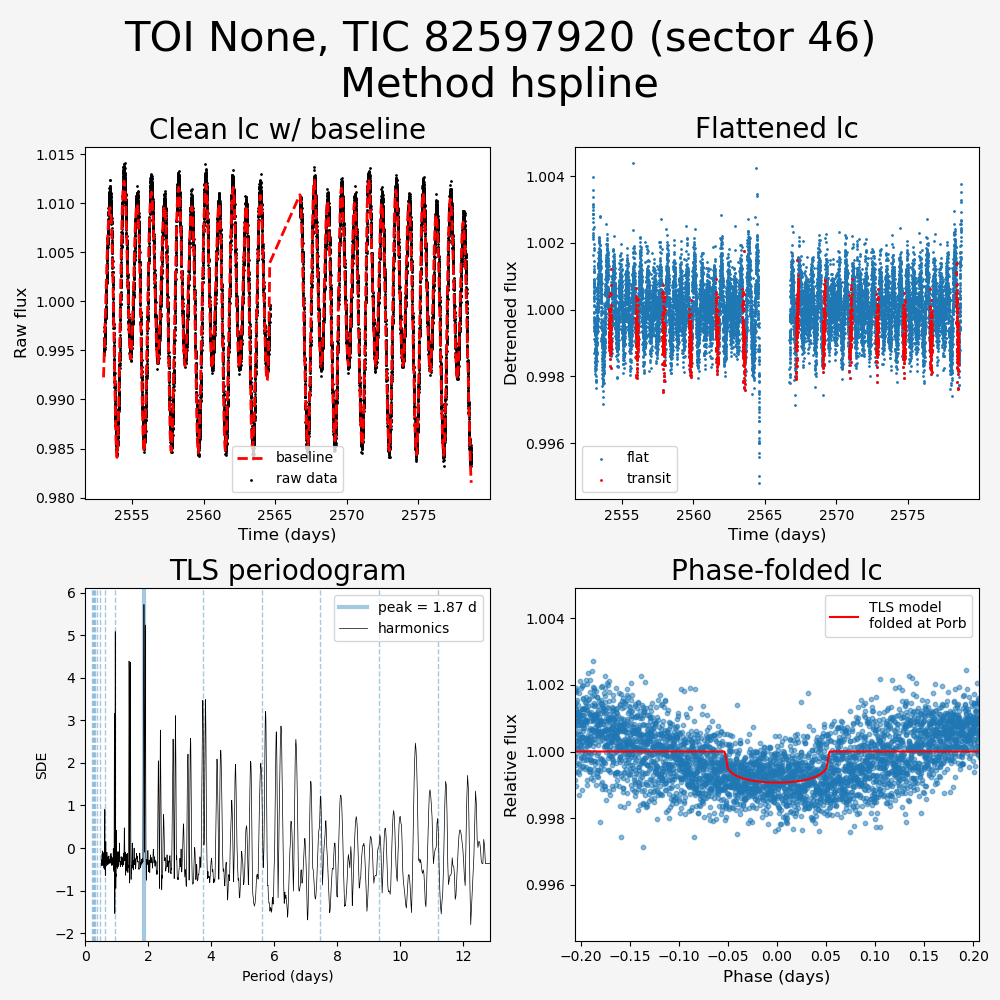 TOI None, TIC 82597920 (sector 46)
Method hspline
Clean lc w/ baseline
1.015
1.010
1.005
1.000
0.995
0.990
0.985
0.980
Raw flux
baseline
raw data
2555
2560
2565
2570
2575
Time (days)
Flattened lc
1.004
1.002
1.000
0.998
0.996
Detrended flux
flat
transit
2555
2560
2565
2570
2575
Time (days)
TLS periodogram
6
5
4
3
2
1
0
−1
−2
SDE
peak = 1.87 d
harmonics
0
2
4
6
8
10
12
Period (days)
Phase-folded lc
1.004
1.002
1.000
0.998
0.996
Relative flux
TLS model
folded at Porb
−0.20
−0.15
−0.10
−0.05
0.00
0.05
0.10
0.15
0.20
Phase (days)